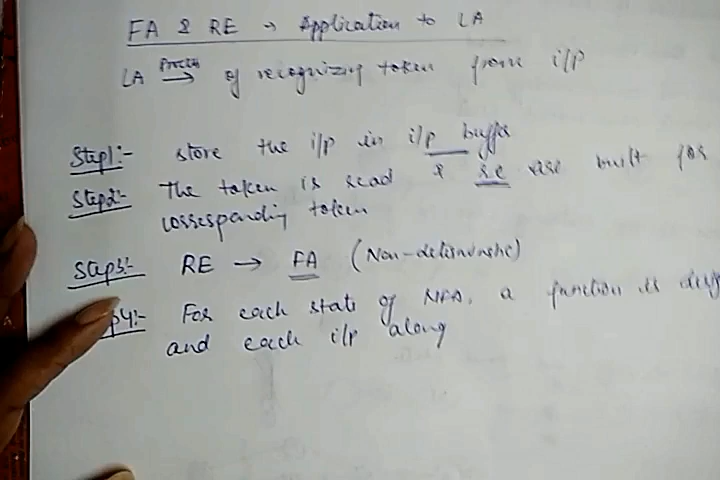 FA & RE → Application to LA
LA Process → of recognizing token from i/p
Step1:- store the i/p in i/p buffer
Step2:- The token is read & re are built for
corresponding token
Step3:- RE → FA (Non-deterministic)
p4:- For each state of NFA, a function is
and each i/p along